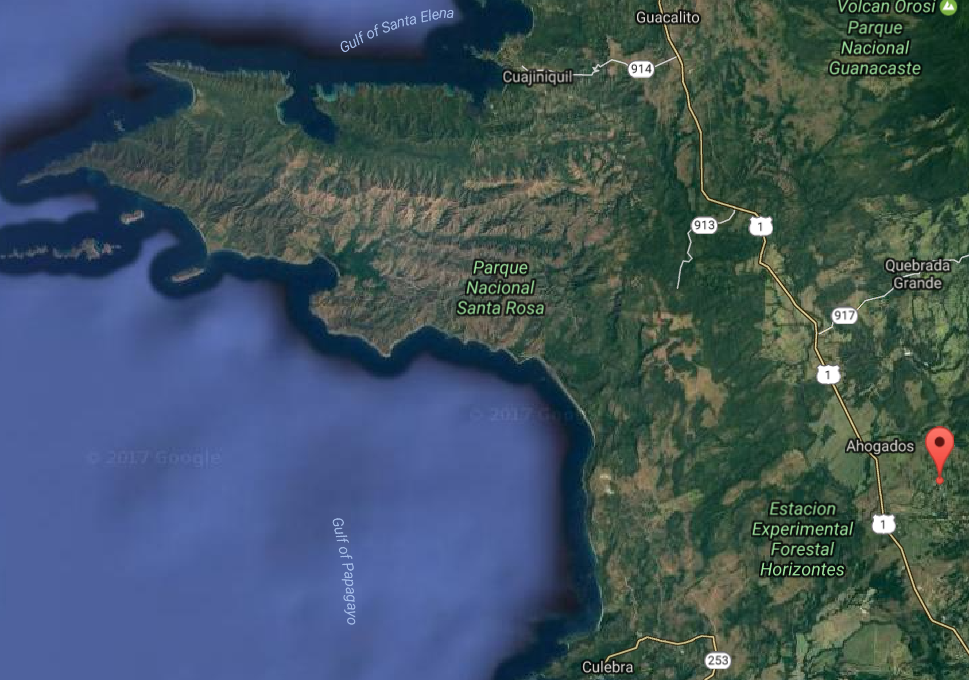 Gulf of Santa Elena
Guacalito
Volcan Orosi
Parque
Nacional
Guanacaste
914
Cuajiniquil
913
1
Parque
Nacional
Santa Rosa
Quebrada
Grande
917
1
© 2017 Google
© 2017 Google
Ahogados
Estacion
Experimental
Forestal
Horizontes
1
Gulf of Papagayo
Culebra
253